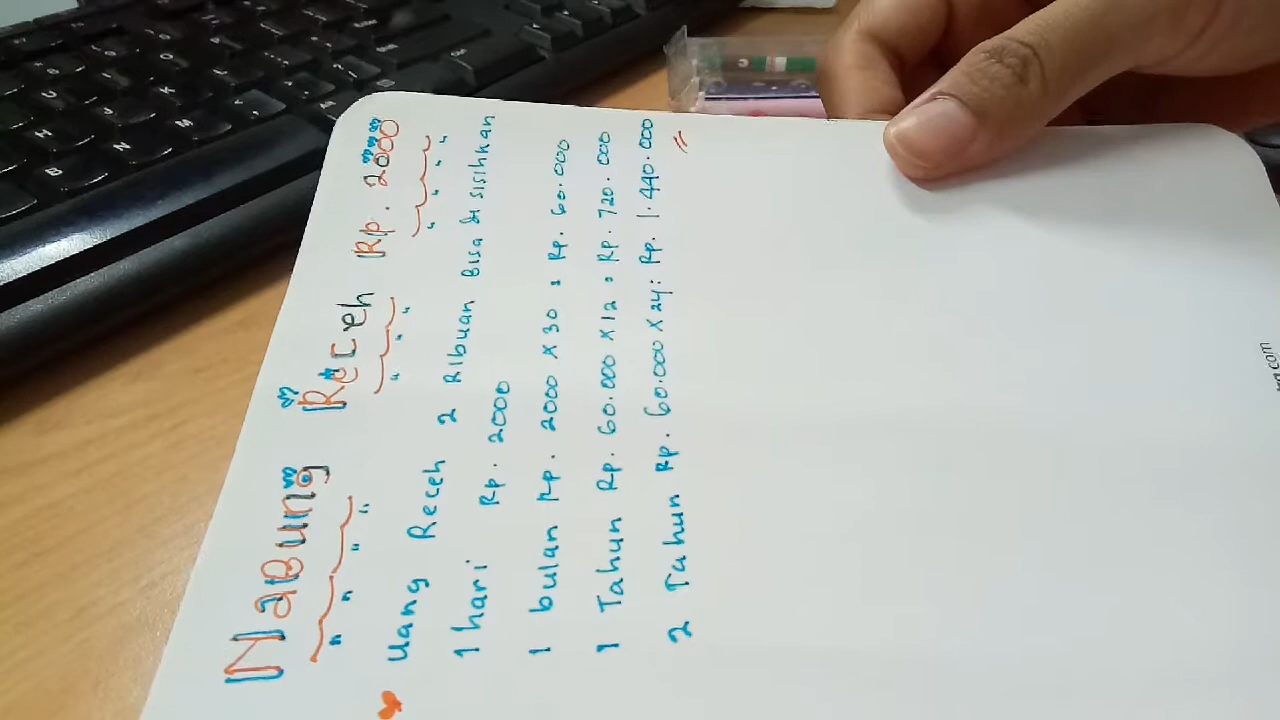 Nabung Receh Rp. 2000
Uang Receh 2 Ribuan Bisa di sisihkan
1 hari Rp. 2000
1 bulan Rp. 2000 x 30 = Rp. 60.000
1 Tahun Rp. 60.000 x 12 = Rp. 720.000
2 Tahun Rp. 60.000 x 24 : Rp. 1.440.000